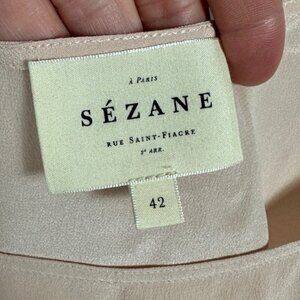 À PARIS
SÉZANE
RUE SAINT-FIACRE
2e ARR.
42